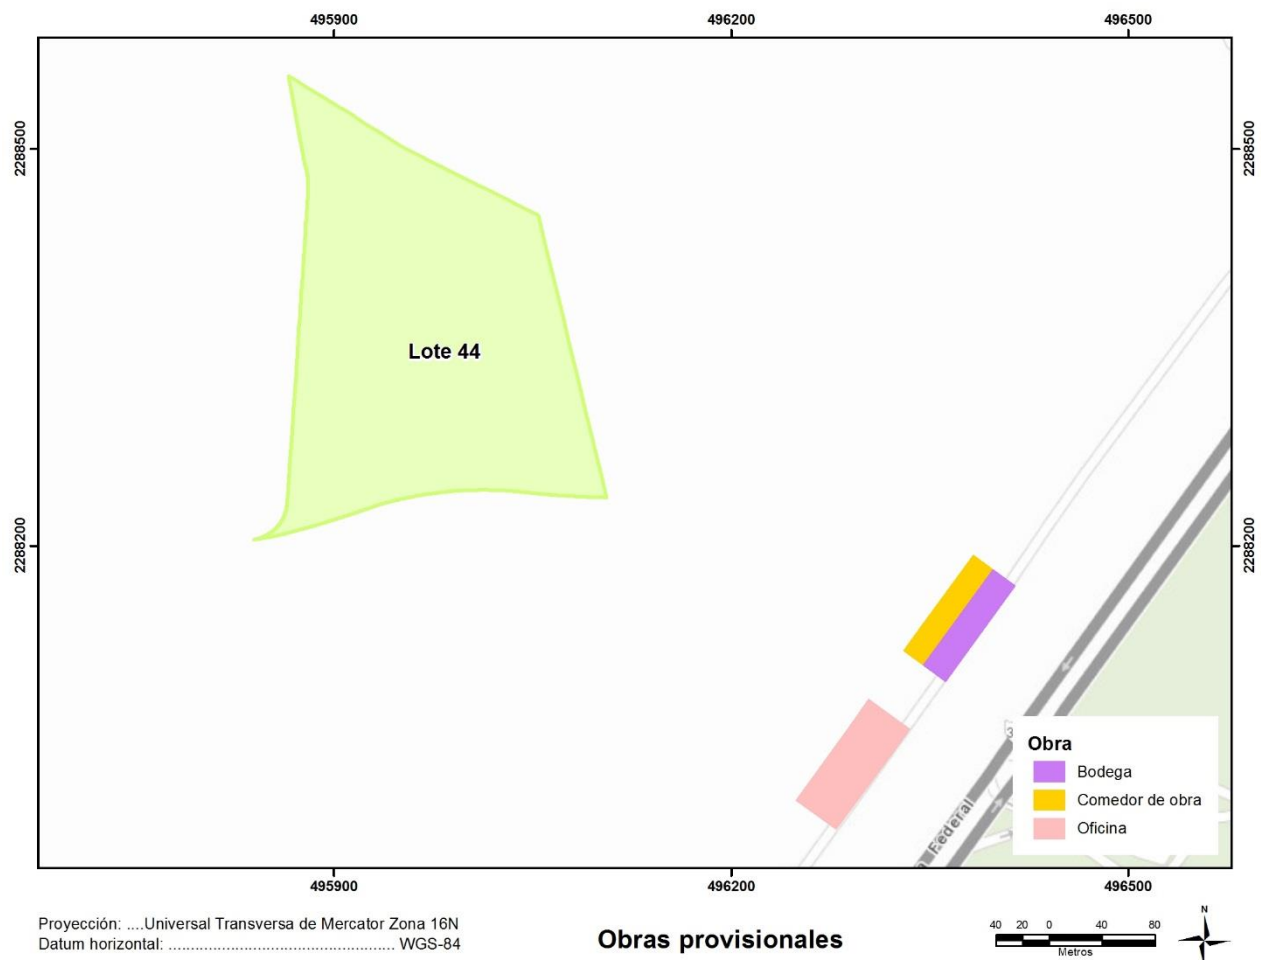 495900 496200 496500
2288500 2288500
Lote 44
2288200 2288200
Federal
3
Obra
Bodega
Comedor de obra
Oficina
495900 496200 496500
Proyección: ....Universal Transversa de Mercator Zona 16N
Datum horizontal: ................................................ WGS-84
Obras provisionales
40 20 0 40 80
Metros
N